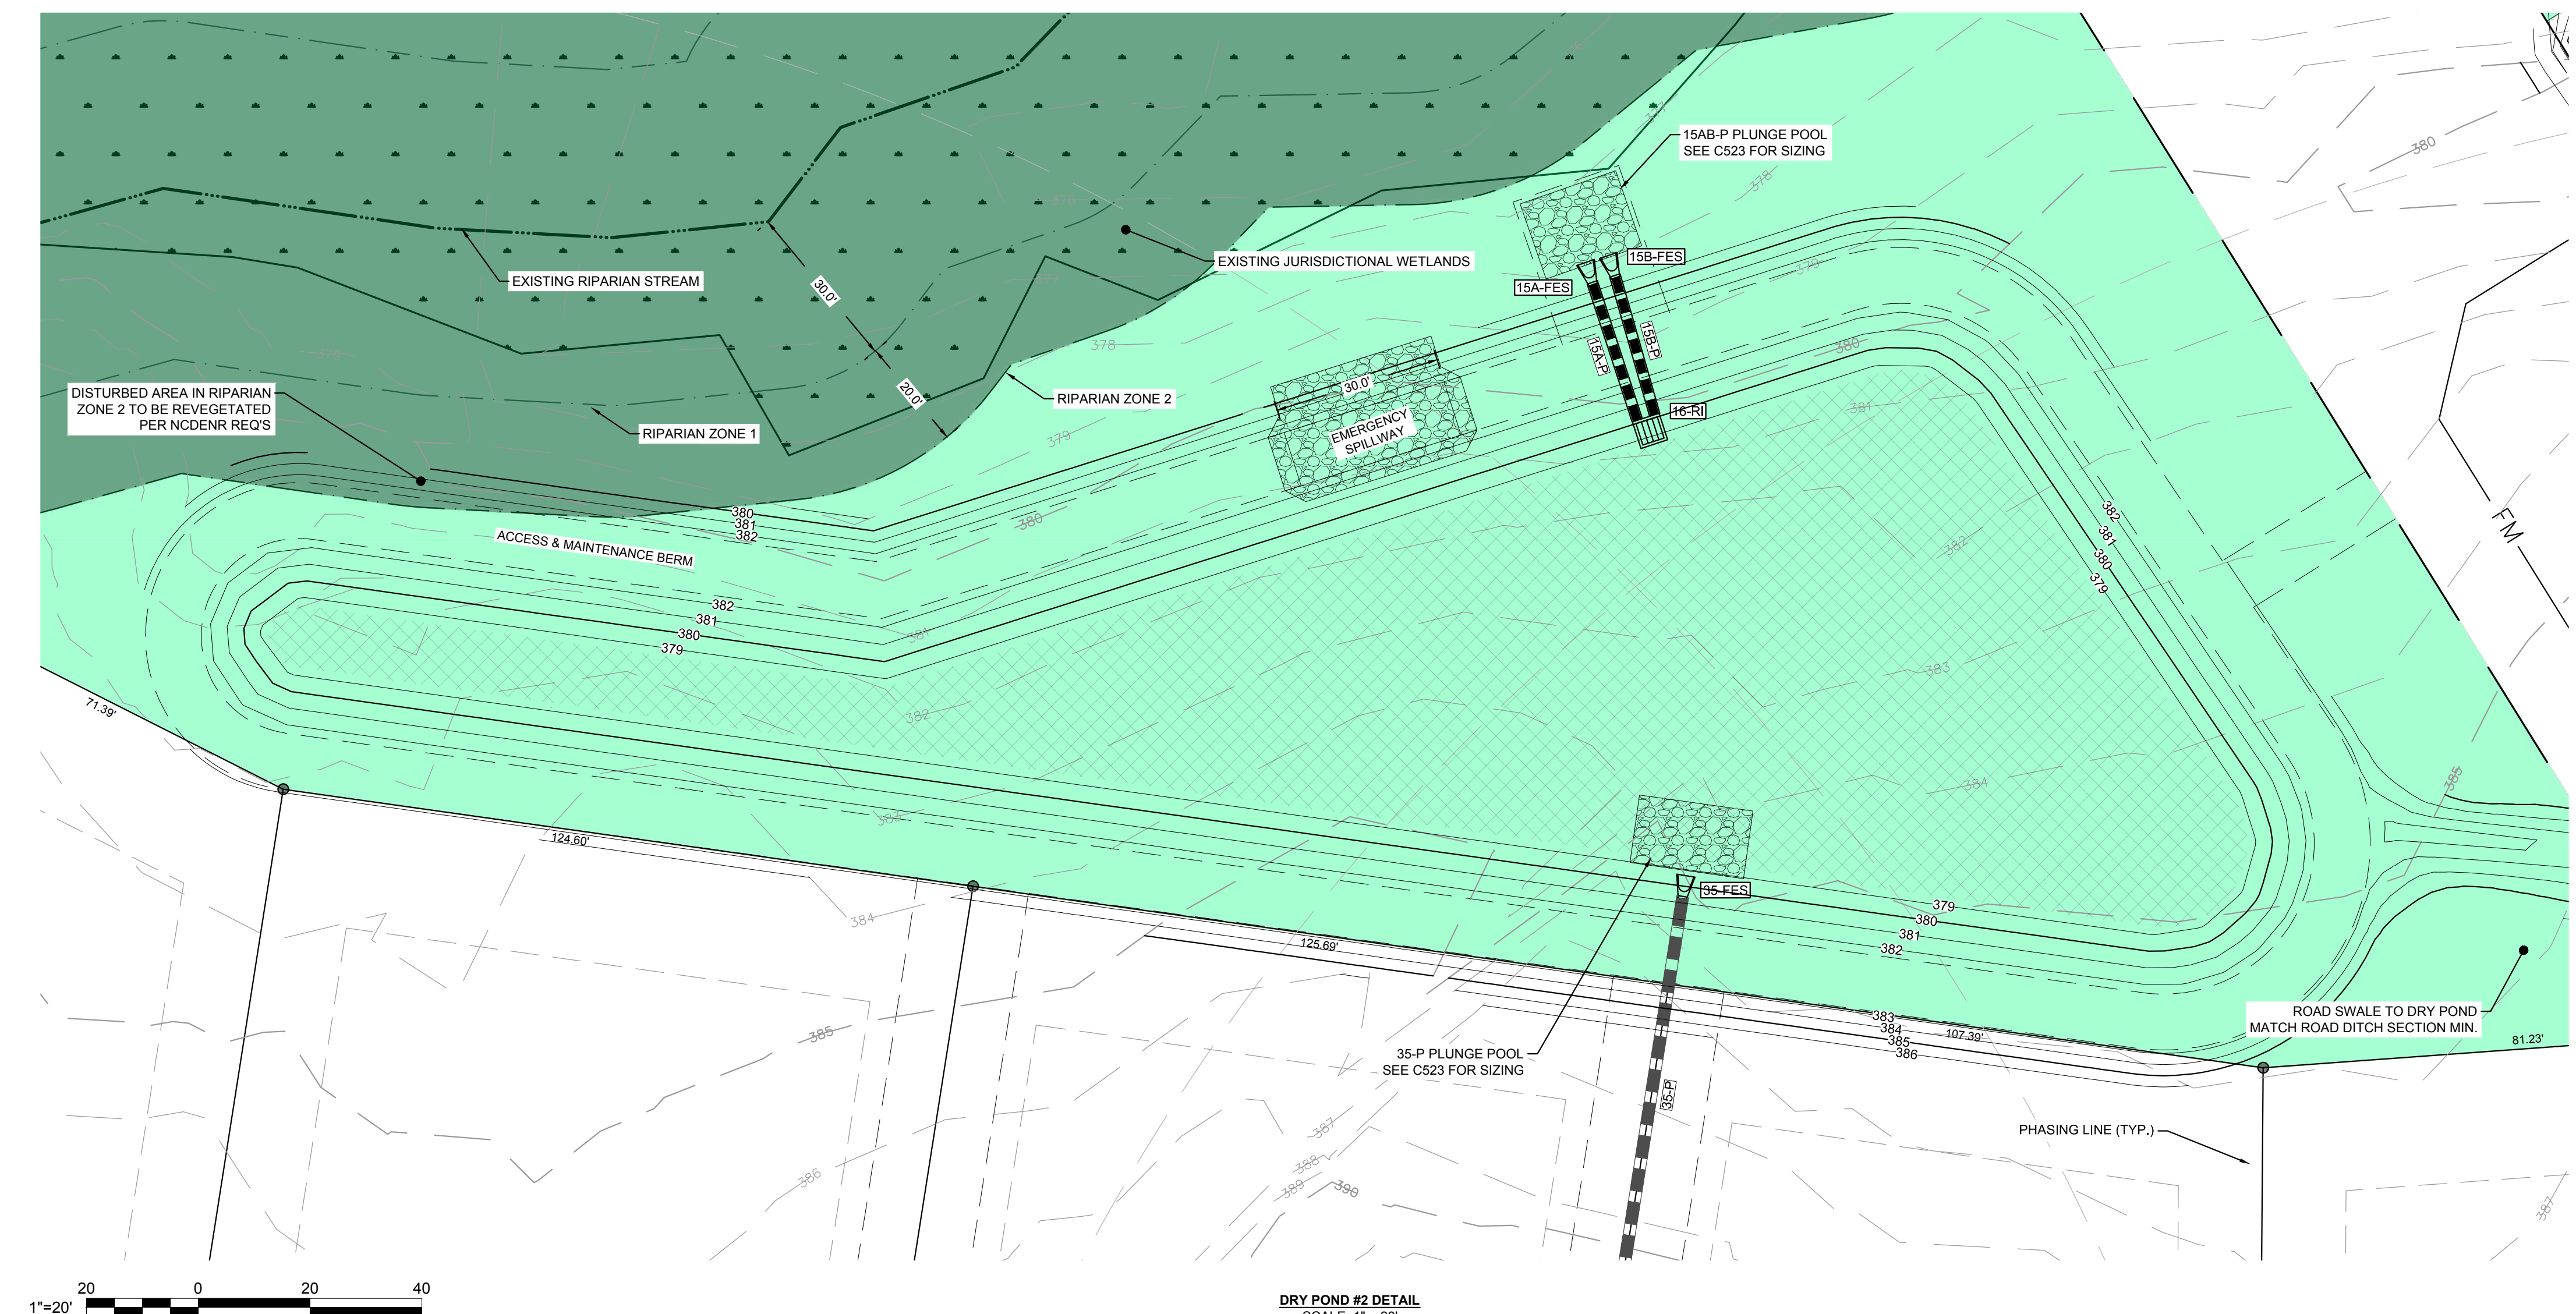 380
377
378
376
15AB-P PLUNGE POOL
SEE C523 FOR SIZING
EXISTING RIPARIAN STREAM
EXISTING JURISDICTIONAL WETLANDS
15B-FES
15A-FES
379
30.0'
15A-P
15B-P
378
380
30.0'
20.0'
DISTURBED AREA IN RIPARIAN
ZONE 2 TO BE REVEGETATED
PER NCDENR REQ'S
RIPARIAN ZONE 1
RIPARIAN ZONE 2
EMERGENCY
SPILLWAY
16-RI
381
379
380
381
382
380
ACCESS & MAINTENANCE BERM
382
382
381
380
379
FM
382
381
380
379
381
383
382
71.39'
384
385
383
124.60'
35-FES
384
125.69'
379
380
381
382
ROAD SWALE TO DRY POND
MATCH ROAD DITCH SECTION MIN.
81.23'
383
384
385
386
107.39'
385
35-P PLUNGE POOL
SEE C523 FOR SIZING
35-P
PHASING LINE (TYP.)
387
388
389
390
386
387
20 0 20 40
1"=20'
DRY POND #2 DETAIL